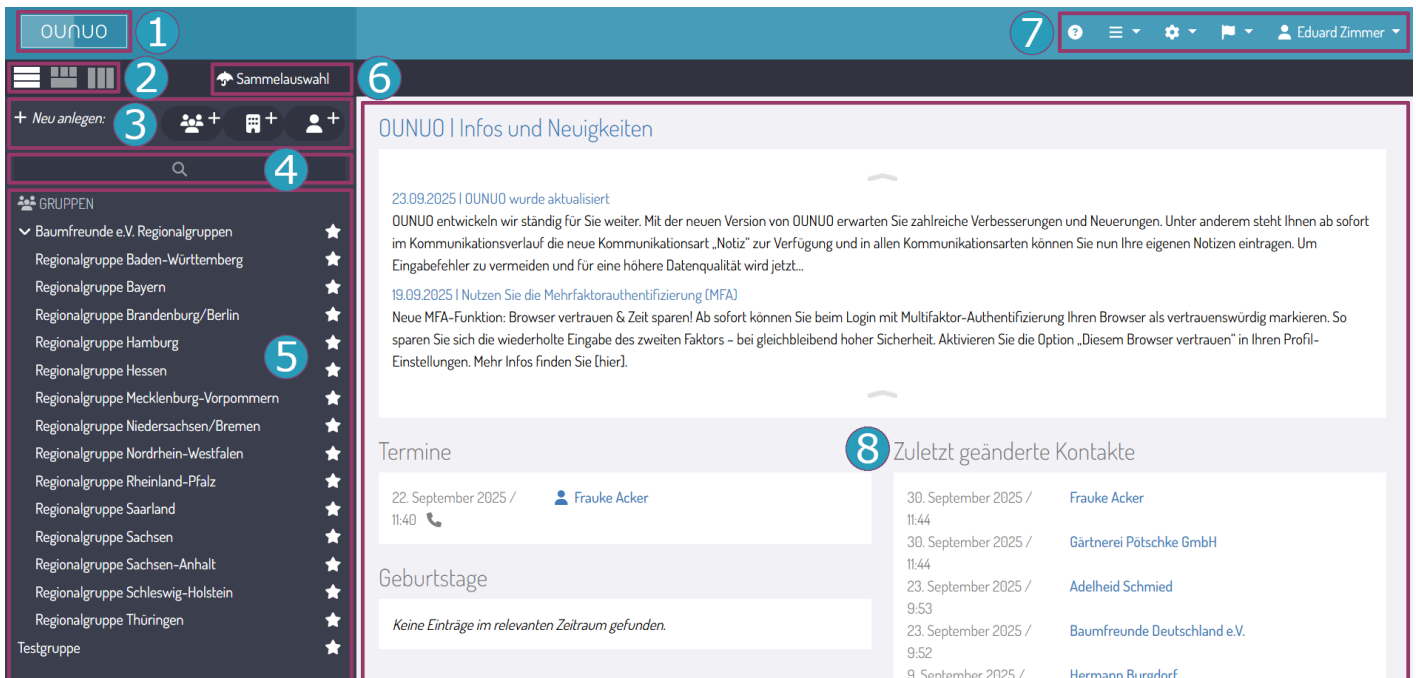 OUNUO
1
7
Eduard Zimmer
2
Sammelauswahl
6
+ Neu anlegen:
3
+
+
+
4
GRUPPEN
Baumfreunde e.V. Regionalgruppen
Regionalgruppe Baden-Württemberg
Regionalgruppe Bayern
Regionalgruppe Brandenburg/Berlin
Regionalgruppe Hamburg
5
Regionalgruppe Hessen
Regionalgruppe Mecklenburg-Vorpommern
Regionalgruppe Niedersachsen/Bremen
Regionalgruppe Nordrhein-Westfalen
Regionalgruppe Rheinland-Pfalz
Regionalgruppe Saarland
Regionalgruppe Sachsen
Regionalgruppe Sachsen-Anhalt
Regionalgruppe Schleswig-Holstein
Regionalgruppe Thüringen
Testgruppe
OUNUO | Infos und Neuigkeiten
23.09.2025 | OUNUO wurde aktualisiert
OUNUO entwickeln wir ständig für Sie weiter. Mit der neuen Version von OUNUO erwarten Sie zahlreiche Verbesserungen und Neuerungen. Unter anderem steht Ihnen ab sofort
im Kommunikationsverlauf die neue Kommunikationsart „Notiz" zur Verfügung und in allen Kommunikationsarten können Sie nun Ihre eigenen Notizen eintragen. Um
Eingabefehler zu vermeiden und für eine höhere Datenqualität wird jetzt...
19.09.2025 | Nutzen Sie die Mehrfaktorauthentifizierung (MFA)
Neue MFA-Funktion: Browser vertrauen & Zeit sparen! Ab sofort können Sie beim Login mit Multifaktor-Authentifizierung Ihren Browser als vertrauenswürdig markieren. So
sparen Sie sich die wiederholte Eingabe des zweiten Faktors – bei gleichbleibend hoher Sicherheit. Aktivieren Sie die Option „Diesem Browser vertrauen" in Ihren Profil-
Einstellungen. Mehr Infos finden Sie [hier].
Termine
22. September 2025 /
11:40
Frauke Acker
Geburtstage
Keine Einträge im relevanten Zeitraum gefunden.
8
Zuletzt geänderte Kontakte
30. September 2025 /
11:44
Frauke Acker
30. September 2025 /
11:44
Gärtnerei Pötschke GmbH
23. September 2025 /
9:53
Adelheid Schmied
23. September 2025 /
9:52
Baumfreunde Deutschland e.V.
9. September 2025 /
Hermann Burgdorf